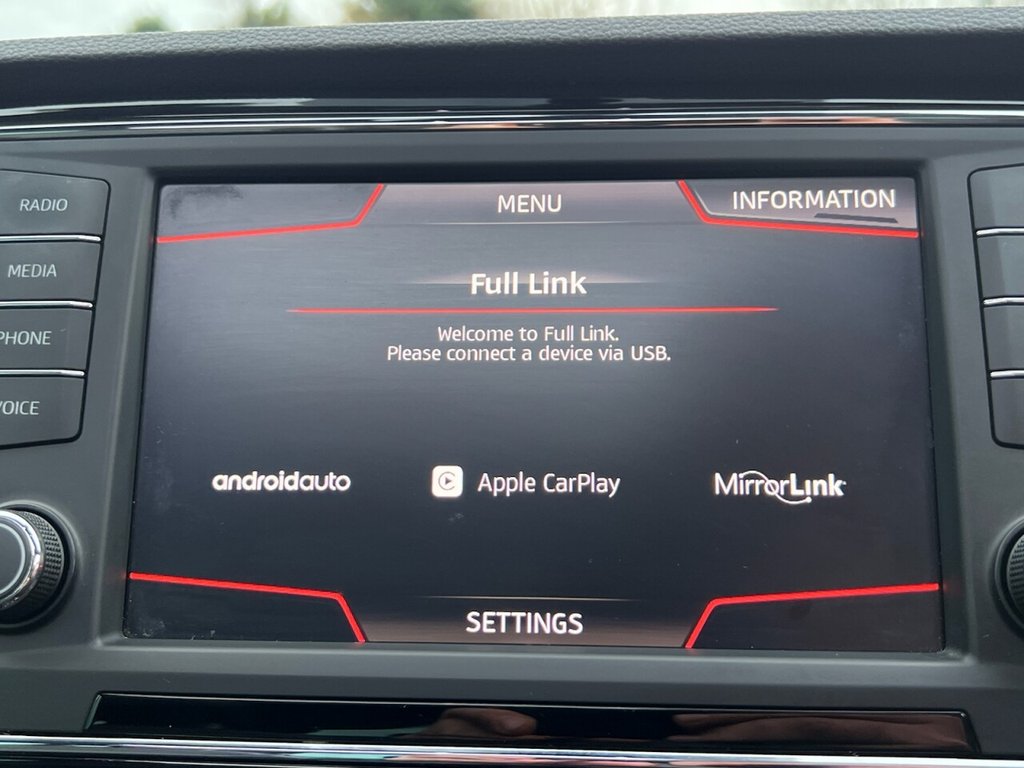 MENU
INFORMATION
RADIO
MEDIA
PHONE
VOICE
Full Link
Welcome to Full Link.
Please connect a device via USB.
androidauto
Apple CarPlay
MirrorLink
SETTINGS